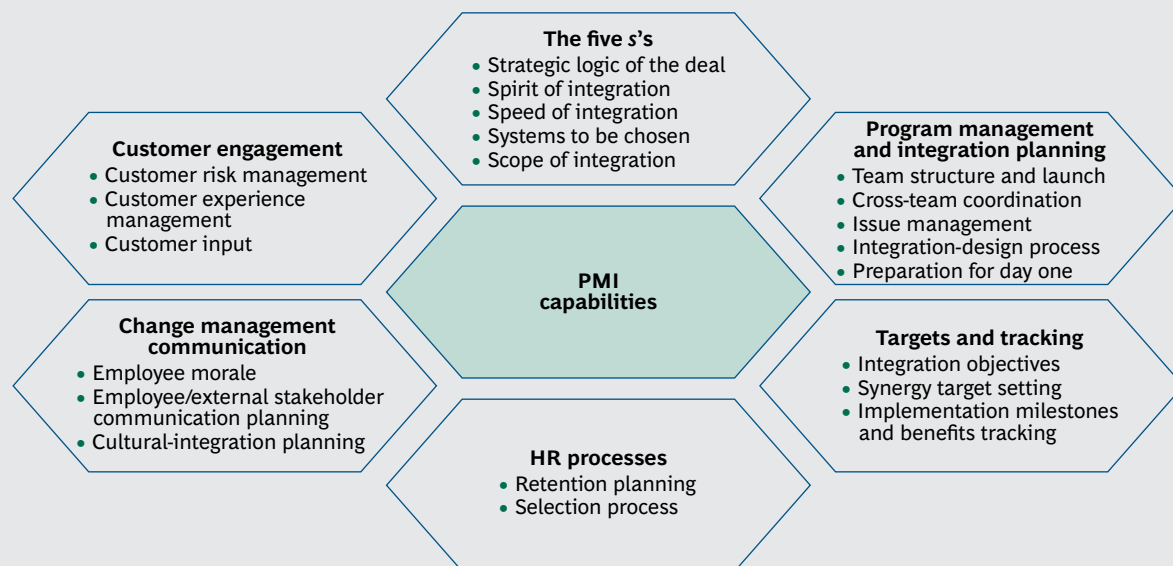 The five s's
• Strategic logic of the deal
• Spirit of integration
• Speed of integration
• Systems to be chosen
• Scope of integration
Customer engagement
• Customer risk management
• Customer experience
management
• Customer input
Program management
and integration planning
• Team structure and launch
• Cross-team coordination
• Issue management
• Integration-design process
• Preparation for day one
PMI
capabilities
Change management
communication
• Employee morale
• Employee/external stakeholder
communication planning
• Cultural-integration planning
Targets and tracking
• Integration objectives
• Synergy target setting
• Implementation milestones
and benefits tracking
HR processes
• Retention planning
• Selection process